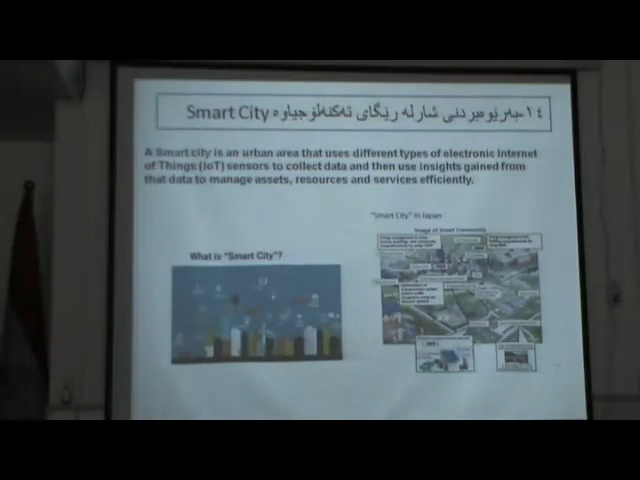 ١٤-بەرێوەبردنی شار لە رێگای تەکنەلۆجیاوە Smart City
A Smart city is an urban area that uses different types of electronic Internet
of Things (IoT) sensors to collect data and then use insights gained from
that data to manage assets, resources and services efficiently.
"Smart City" in Japan
Image of Smart Community
What is "Smart City"?